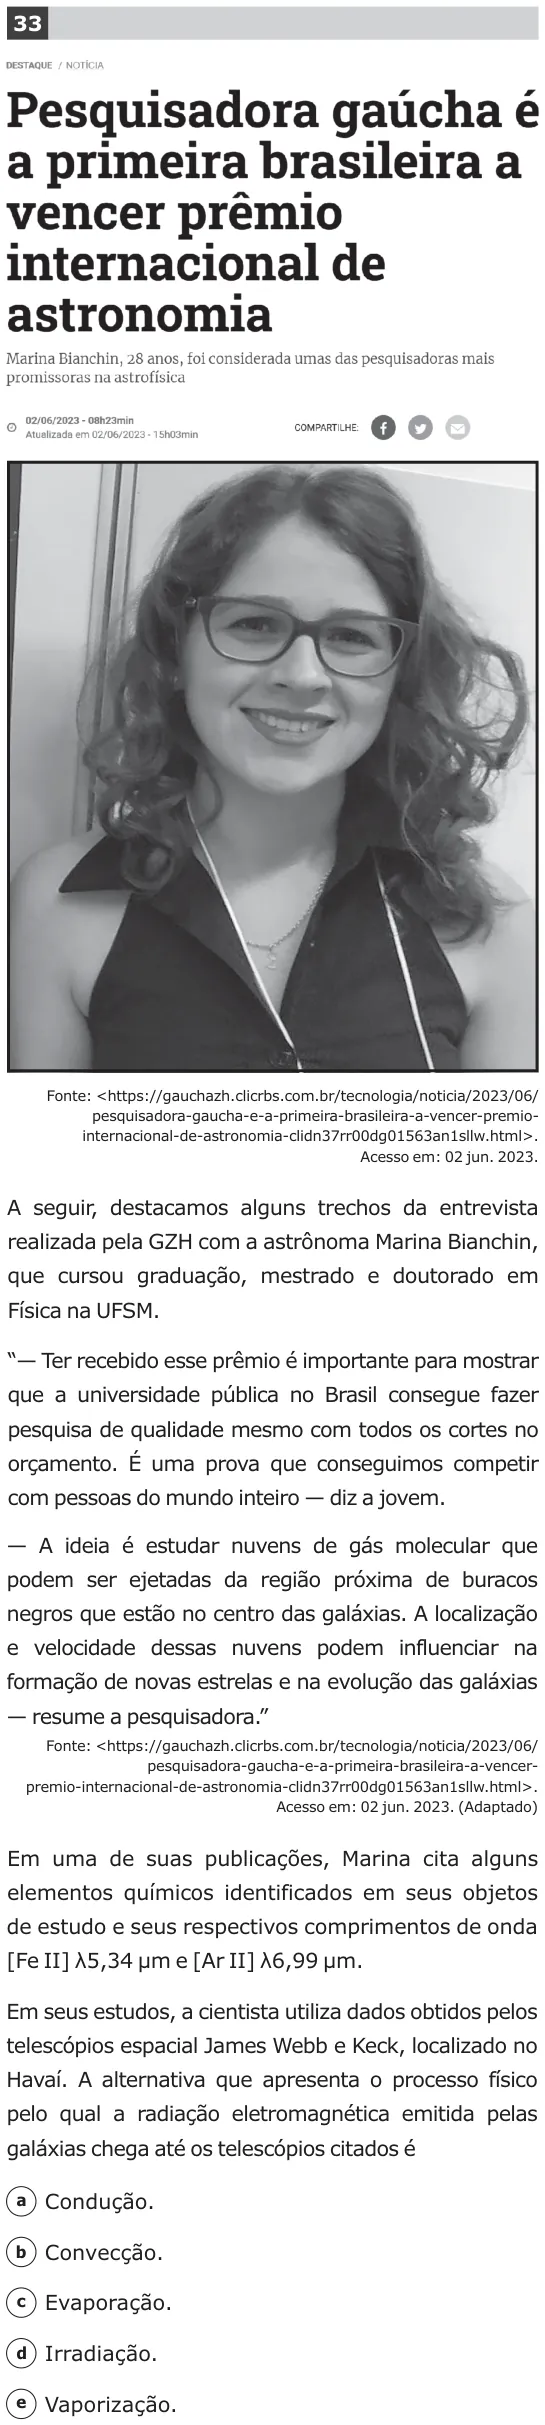 33
DESTAQUE / NOTÍCIA
Pesquisadora gaúcha é
a primeira brasileira a
vencer prêmio
internacional de
astronomia
Marina Bianchin, 28 anos, foi considerada umas das pesquisadoras mais
promissoras na astrofísica
02/06/2023 - 08h23min
Atualizada em 02/06/2023 - 15h03min
COMPARTILHE:
Fonte: <https://gauchazh.clicrbs.com.br/tecnologia/noticia/2023/06/
pesquisadora-gaucha-e-a-primeira-brasileira-a-vencer-premio-
internacional-de-astronomia-clidn37rr00dg01563an1sllw.html>.
Acesso em: 02 jun. 2023.
A seguir, destacamos alguns trechos da entrevista
realizada pela GZH com a astrônoma Marina Bianchin,
que cursou graduação, mestrado e doutorado em
Física na UFSM.
“— Ter recebido esse prêmio é importante para mostrar
que a universidade pública no Brasil consegue fazer
pesquisa de qualidade mesmo com todos os cortes no
orçamento. É uma prova que conseguimos competir
com pessoas do mundo inteiro — diz a jovem.
— A ideia é estudar nuvens de gás molecular que
podem ser ejetadas da região próxima de buracos
negros que estão no centro das galáxias. A localização
e velocidade dessas nuvens podem influenciar na
formação de novas estrelas e na evolução das galáxias
— resume a pesquisadora.”
Fonte: <https://gauchazh.clicrbs.com.br/tecnologia/noticia/2023/06/
pesquisadora-gaucha-e-a-primeira-brasileira-a-vencer-
premio-internacional-de-astronomia-clidn37rr00dg01563an1sllw.html>.
Acesso em: 02 jun. 2023. (Adaptado)
Em uma de suas publicações, Marina cita alguns
elementos químicos identificados em seus objetos
de estudo e seus respectivos comprimentos de onda
[Fe II] λ5,34 µm e [Ar II] λ6,99 µm.
Em seus estudos, a cientista utiliza dados obtidos pelos
telescópios espacial James Webb e Keck, localizado no
Havaí. A alternativa que apresenta o processo físico
pelo qual a radiação eletromagnética emitida pelas
galáxias chega até os telescópios citados é
a Condução.
b Convecção.
c Evaporação.
d Irradiação.
e Vaporização.